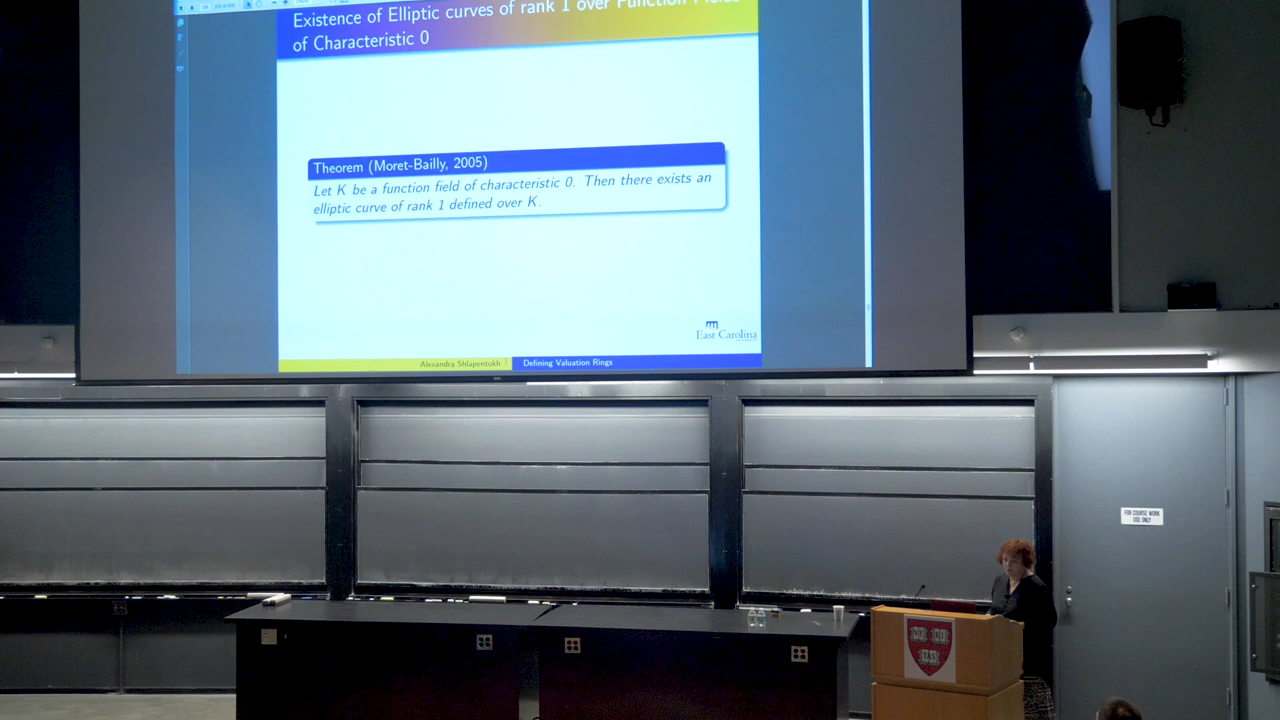 Existence of Elliptic curves of rank 1 over Function Fields
of Characteristic 0
Theorem (Moret-Bailly, 2005)
Let K be a function field of characteristic 0. Then there exists an
elliptic curve of rank 1 defined over K.
East Carolina
Alexandra Shlapentokh
Defining Valuation Rings
FOR COURSE WORK
USE ONLY